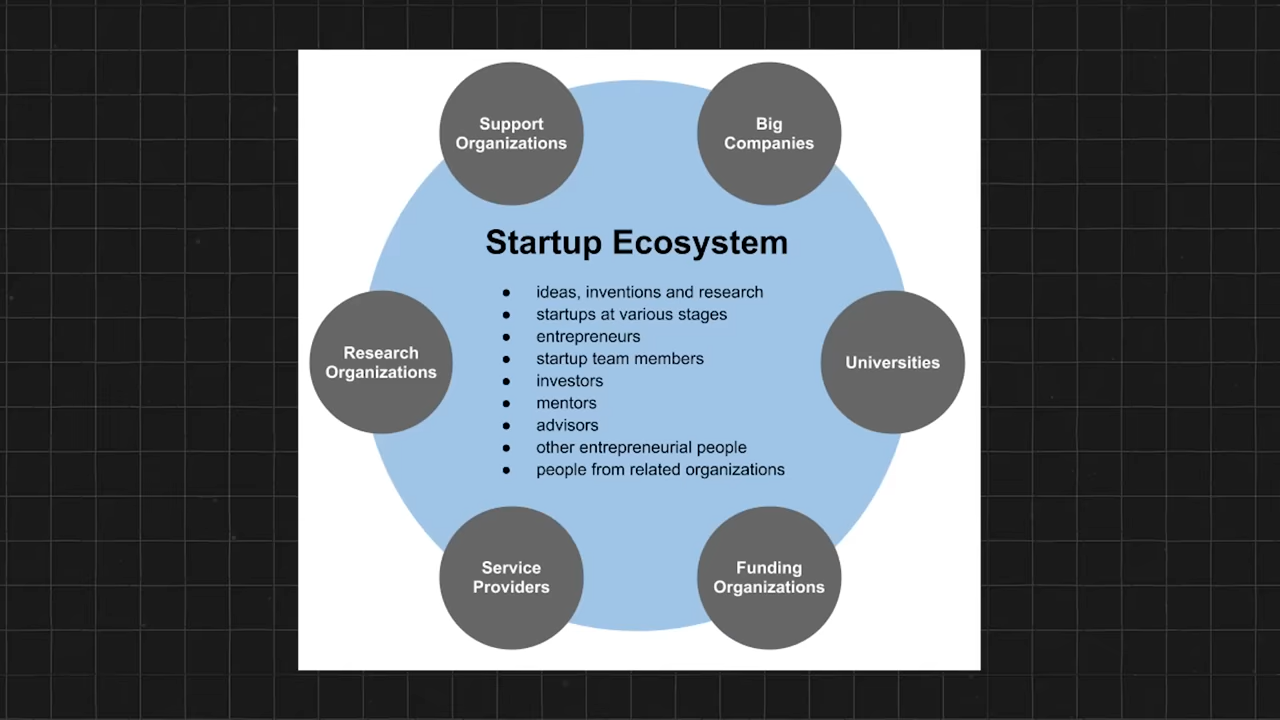 Support
Organizations
Big
Companies
Startup Ecosystem
● ideas, inventions and research
● startups at various stages
● entrepreneurs
● startup team members
● investors
● mentors
● advisors
● other entrepreneurial people
● people from related organizations
Research
Organizations
Universities
Service
Providers
Funding
Organizations